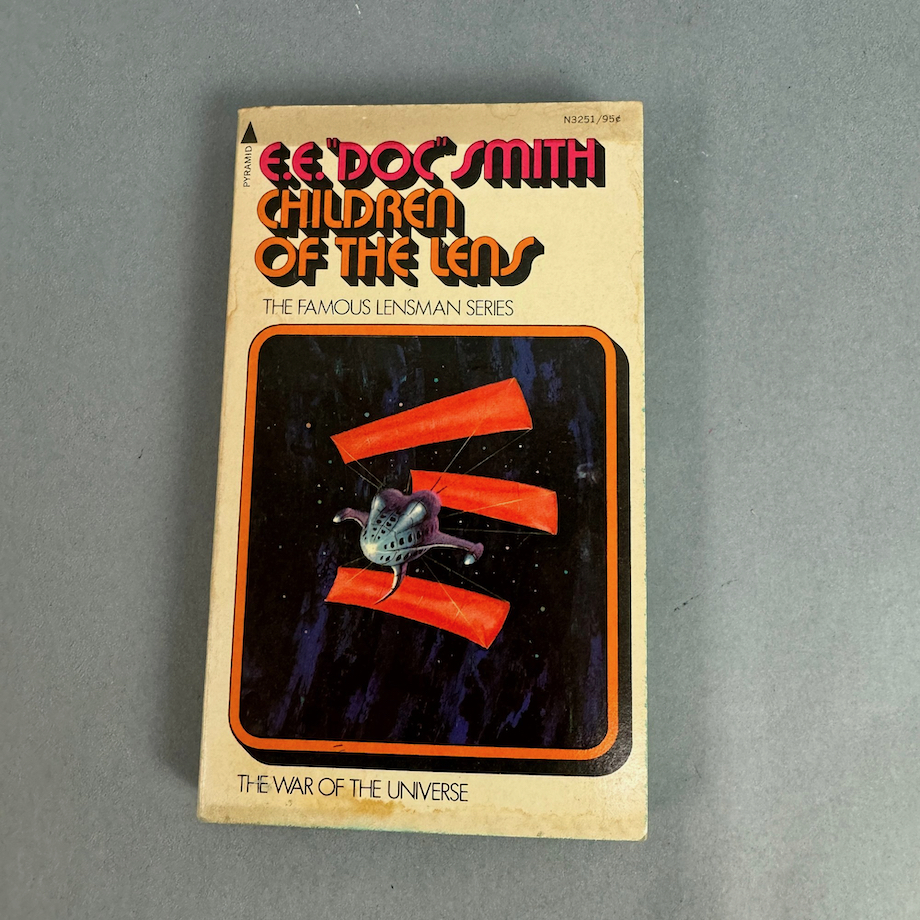 N3251/95¢
PYRAMID
E.E. "DOC" SMITH
CHILDREN
OF THE LENS
THE FAMOUS LENSMAN SERIES
THE WAR OF THE UNIVERSE